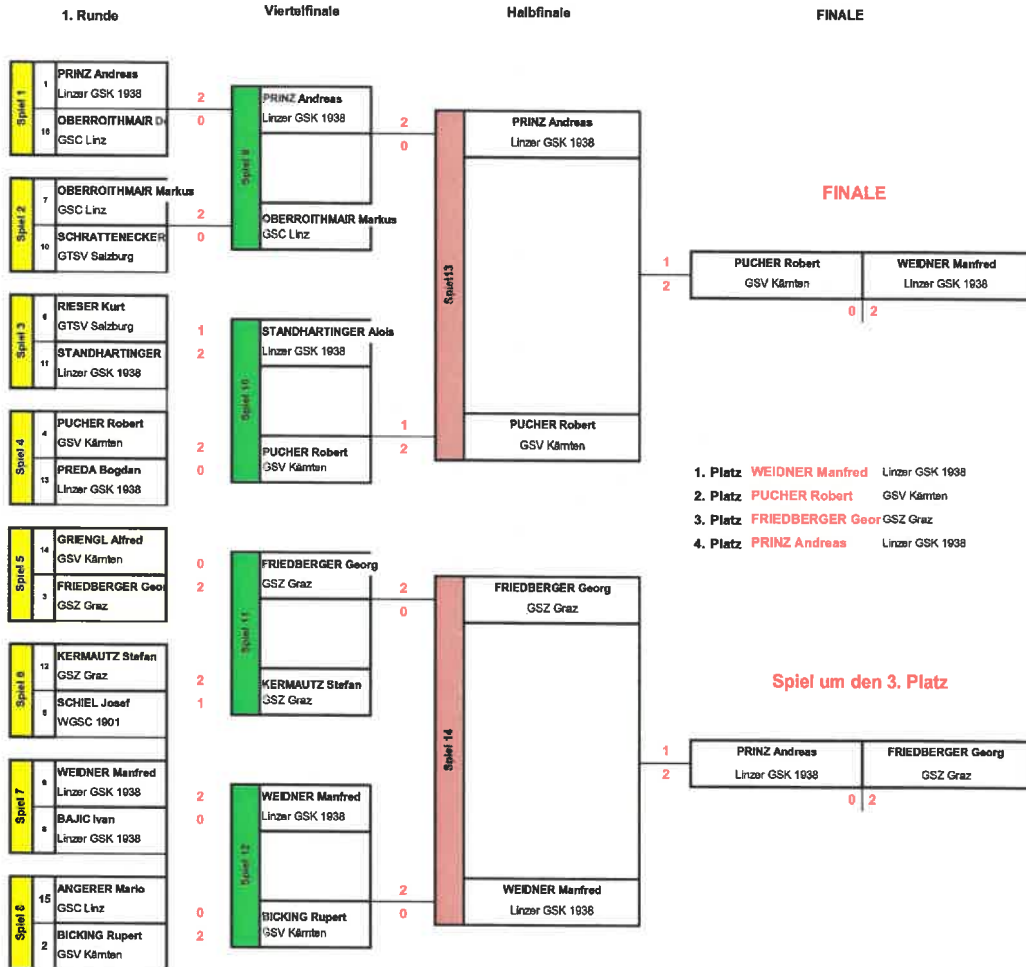 1. Runde
Viertelfinale
Halbfinale
FINALE
Spiel 1
1
PRINZ Andreas
Linzer GSK 1938
16
OBERROITHMAIR
GSC Linz
2
0
Spiel 2
7
OBERROITHMAIR Markus
GSC Linz
10
SCHRATTENECKER
GTSV Salzburg
2
0
Spiel 3
6
RIESER Kurt
GTSV Salzburg
11
STANDHARTINGER
Linzer GSK 1938
1
2
Spiel 4
4
PUCHER Robert
GSV Kärnten
13
PREDA Bogdan
Linzer GSK 1938
2
0
Spiel 5
14
GRIENGL Alfred
GSV Kärnten
3
FRIEDBERGER Geor
GSZ Graz
0
2
Spiel 6
12
KERMAUTZ Stefan
GSZ Graz
5
SCHIEL Josef
WGSC 1901
2
1
Spiel 7
9
WEIDNER Manfred
Linzer GSK 1938
8
BAJIC Ivan
Linzer GSK 1938
2
0
Spiel 8
15
ANGERER Mario
GSC Linz
2
BICKING Rupert
GSV Kärnten
0
2
Spiel 9
PRINZ Andreas
Linzer GSK 1938
OBERROITHMAIR Markus
GSC Linz
2
0
Spiel 10
STANDHARTINGER Alois
Linzer GSK 1938
PUCHER Robert
GSV Kärnten
1
2
Spiel 11
FRIEDBERGER Georg
GSZ Graz
KERMAUTZ Stefan
GSZ Graz
2
0
Spiel 12
WEIDNER Manfred
Linzer GSK 1938
BICKING Rupert
GSV Kärnten
2
0
Spiel13
PRINZ Andreas
Linzer GSK 1938
PUCHER Robert
GSV Kärnten
1
2
Spiel 14
FRIEDBERGER Georg
GSZ Graz
WEIDNER Manfred
Linzer GSK 1938
1
2
FINALE
PUCHER Robert WEIDNER Manfred
GSV Kärnten Linzer GSK 1938
0 2
1. Platz WEIDNER Manfred Linzer GSK 1938
2. Platz PUCHER Robert GSV Kärnten
3. Platz FRIEDBERGER Geor GSZ Graz
4. Platz PRINZ Andreas Linzer GSK 1938
Spiel um den 3. Platz
PRINZ Andreas FRIEDBERGER Georg
Linzer GSK 1938 GSZ Graz
0 2